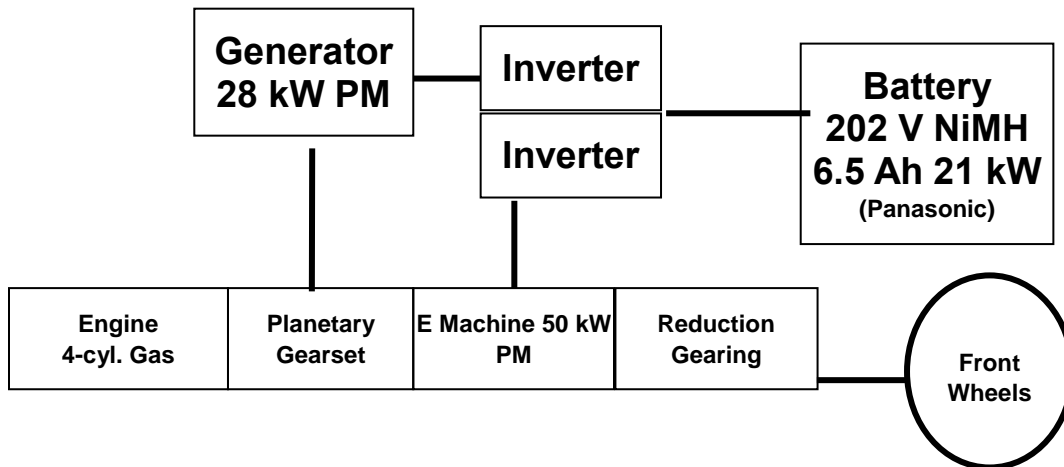 Generator
28 kW PM
Inverter
Inverter
Battery
202 V NiMH
6.5 Ah 21 kW
(Panasonic)
Engine
4-cyl. Gas
Planetary
Gearset
E Machine 50 kW
PM
Reduction
Gearing
Front
Wheels